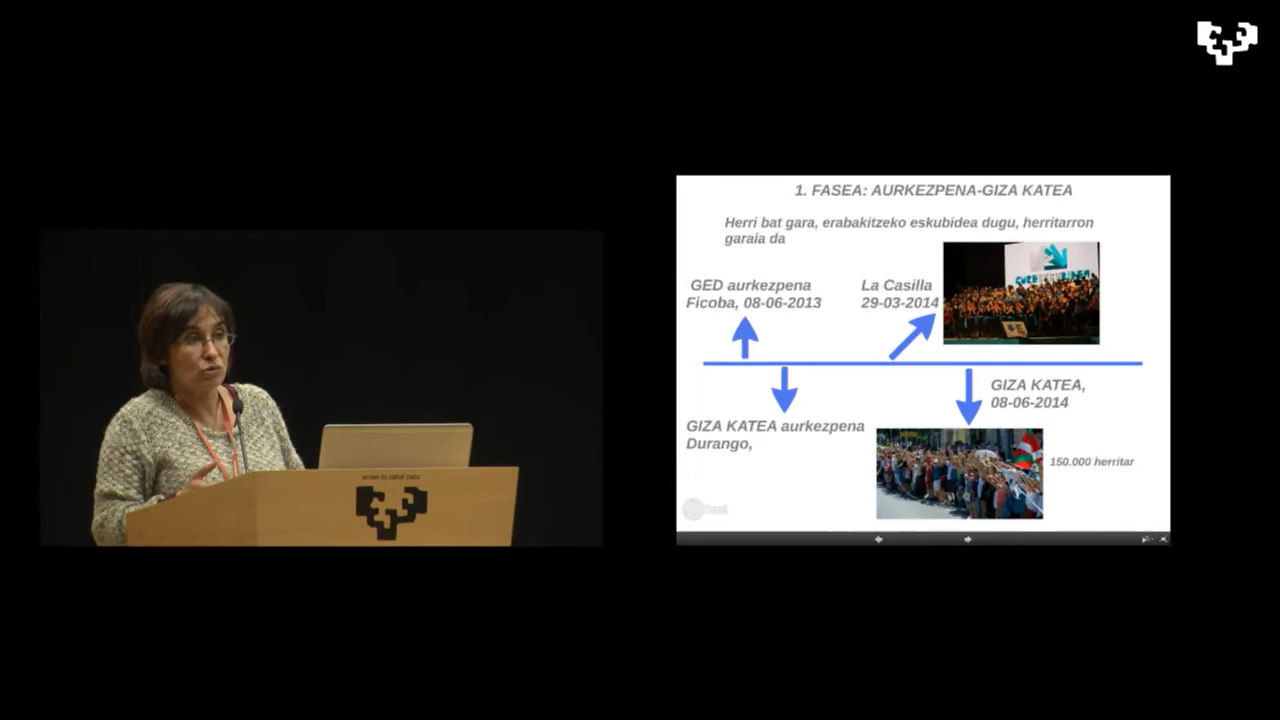 1. FASEA: AURKEZPENA-GIZA KATEA
Herri bat gara, erabakitzeko eskubidea dugu, herritarron
garaia da
GED aurkezpena
Ficoba, 08-06-2013
La Casilla
29-03-2014
GIZA KATEA,
08-06-2014
GIZA KATEA aurkezpena
Durango,
150.000 herritar